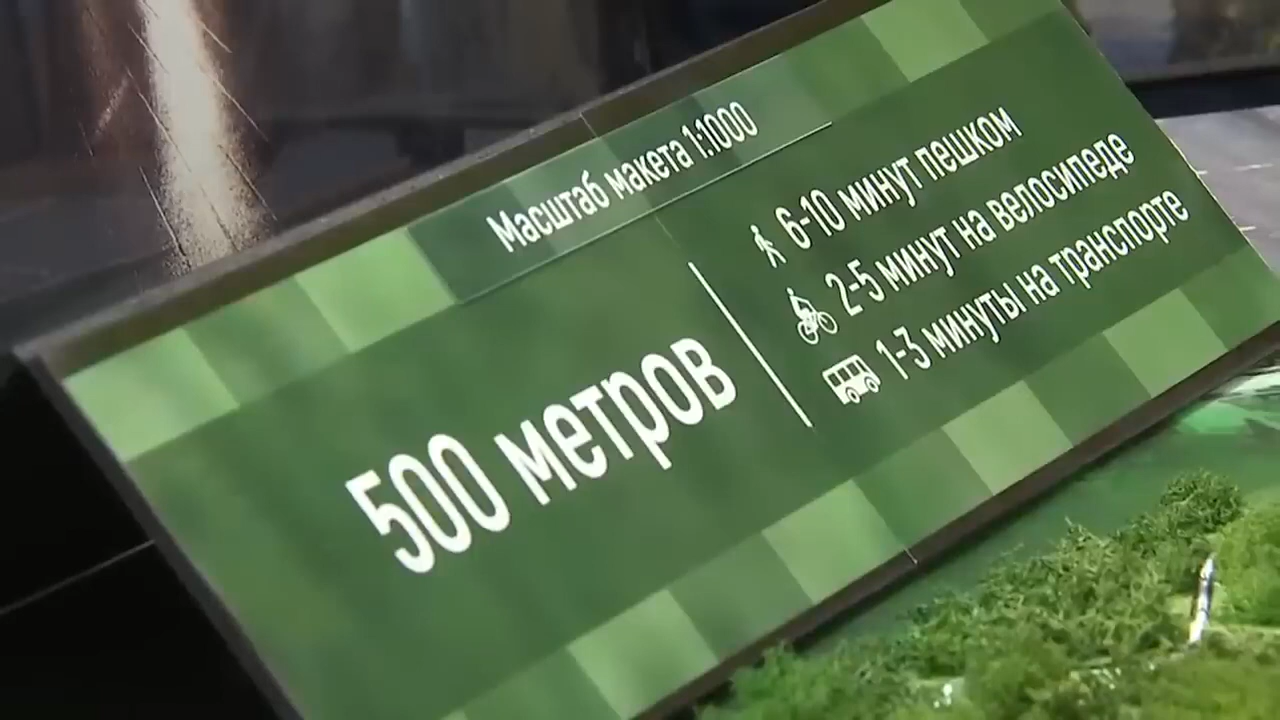 Масштаб макета 1:1000
500 метров
6-10 минут пешком
2-5 минут на велосипеде
1-3 минуты на транспорте